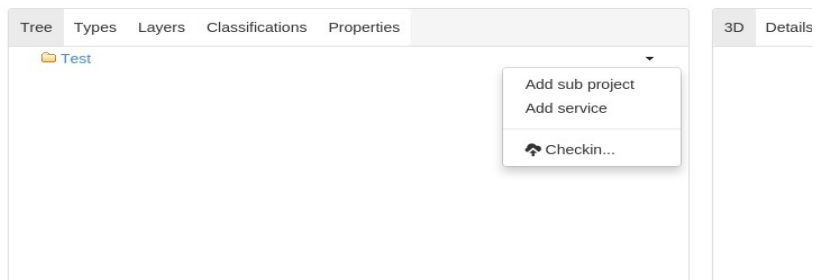 Tree Types Layers Classifications Properties 3D Details
Test
Add sub project
Add service
Checkin...